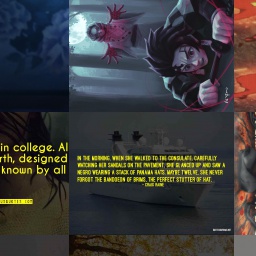 in college. Al
rth, designed
known by all
IN THE MORNING, WHEN SHE WALKED TO THE CONSULATE, CAREFULLY
WATCHING HER SANDALS ON THE PAVEMENT, SHE GLANCED UP AND SAW A
NEGRO WEARING A STACK OF PANAMA HATS, MAYBE TWELVE. SHE NEVER
FORGOT THE BANDOEON OF BRIMS, THE PERFECT STUTTER OF HAT.
- CRAIG RAINE